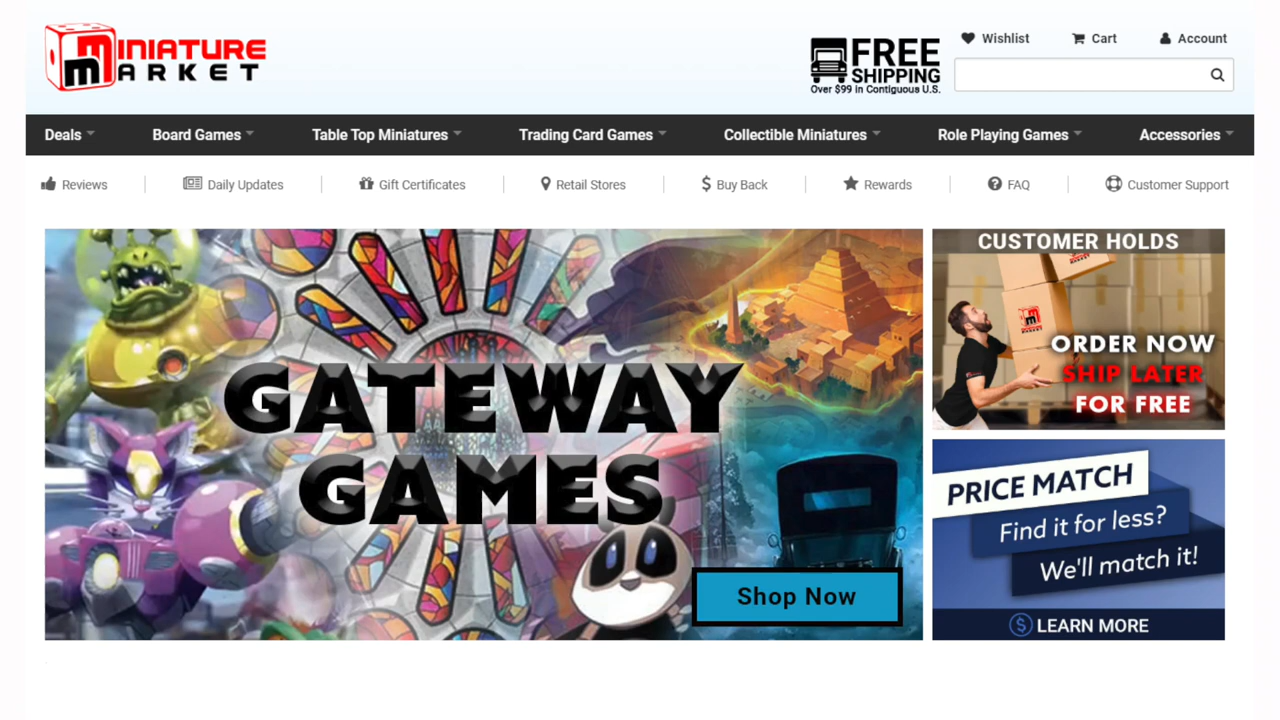 MINIATURE
MARKET
FREE
SHIPPING
Over $99 in Contiguous U.S.
Wishlist
Cart
Account
Deals
Board Games
Table Top Miniatures
Trading Card Games
Collectible Miniatures
Role Playing Games
Accessories
Reviews
Daily Updates
Gift Certificates
Retail Stores
Buy Back
Rewards
FAQ
Customer Support
GATEWAY
GAMES
Shop Now
CUSTOMER HOLDS
ORDER NOW
SHIP LATER
FOR FREE
PRICE MATCH
Find it for less?
We'll match it!
LEARN MORE